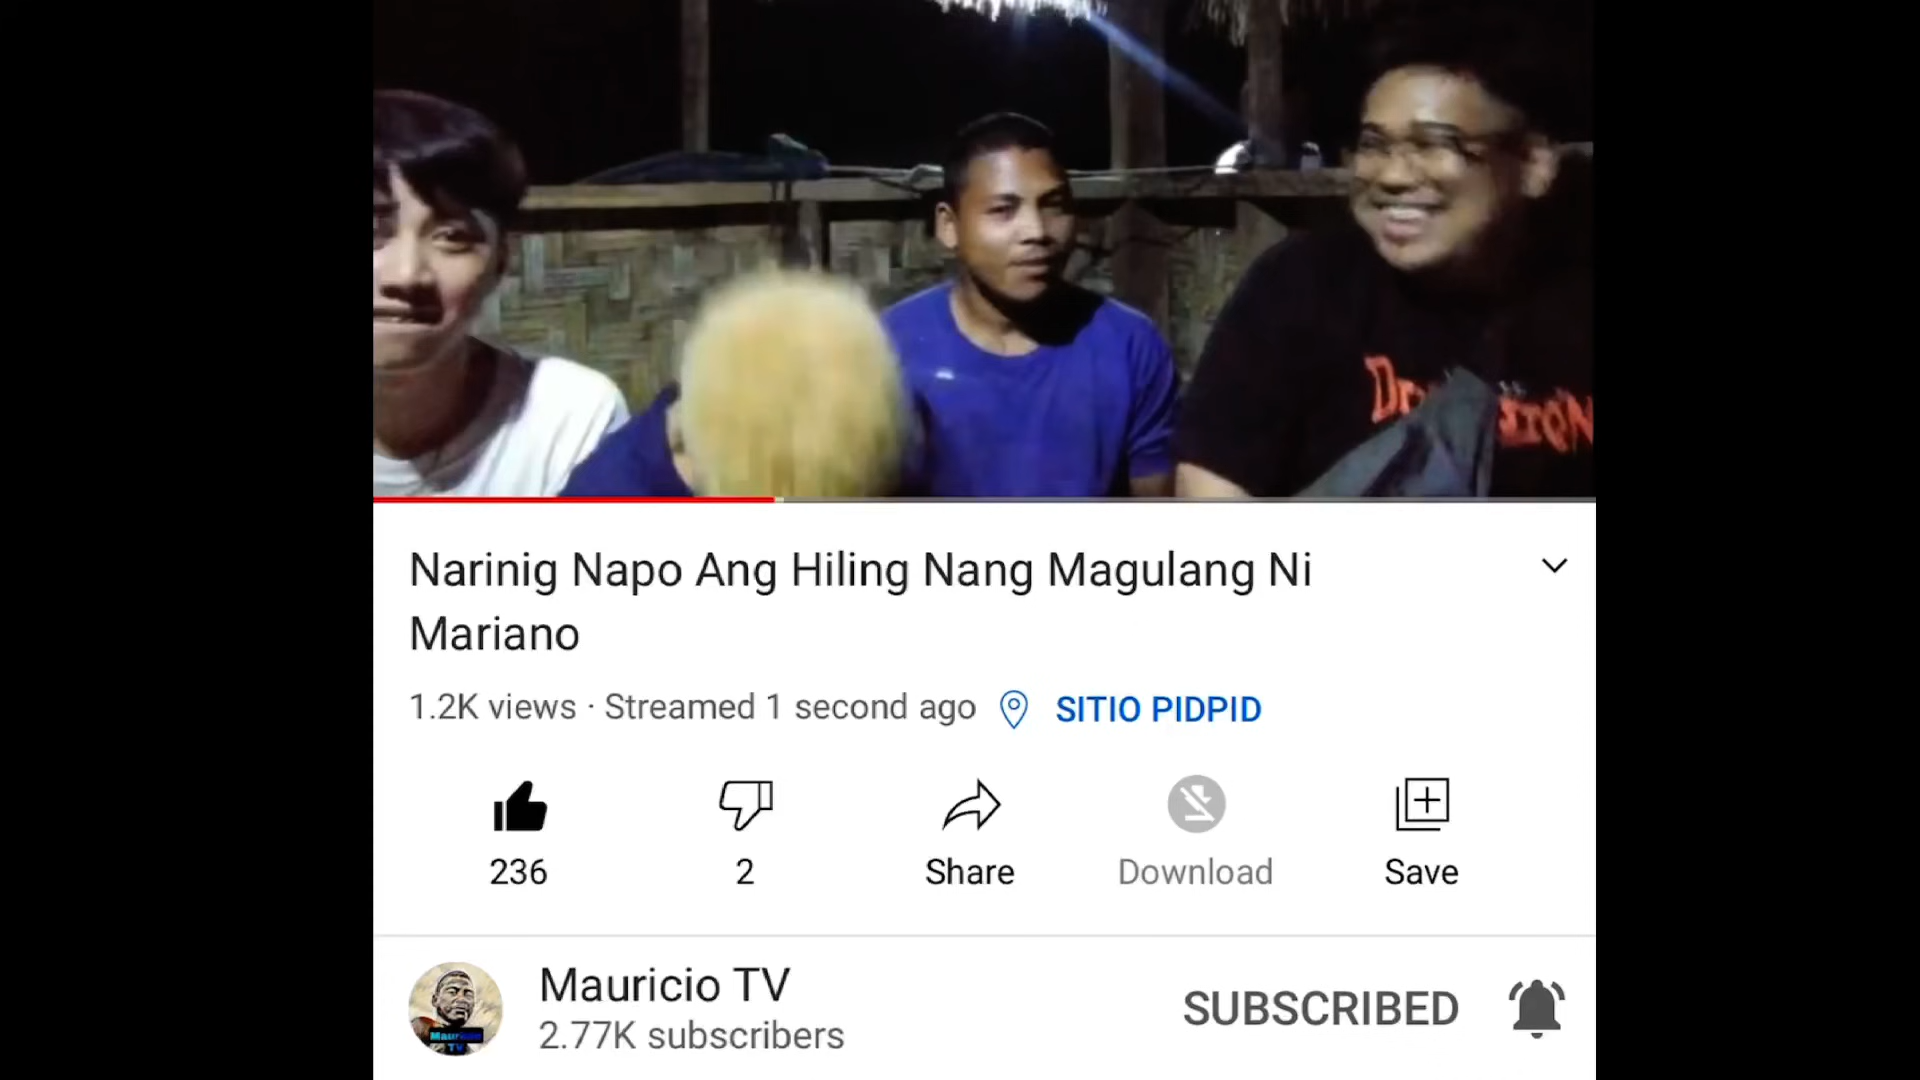 Narinig Napo Ang Hiling Nang Magulang Ni
Mariano
1.2K views · Streamed 1 second ago SITIO PIDPID
236 2 Share Download Save
Mauricio TV
2.77K subscribers
SUBSCRIBED